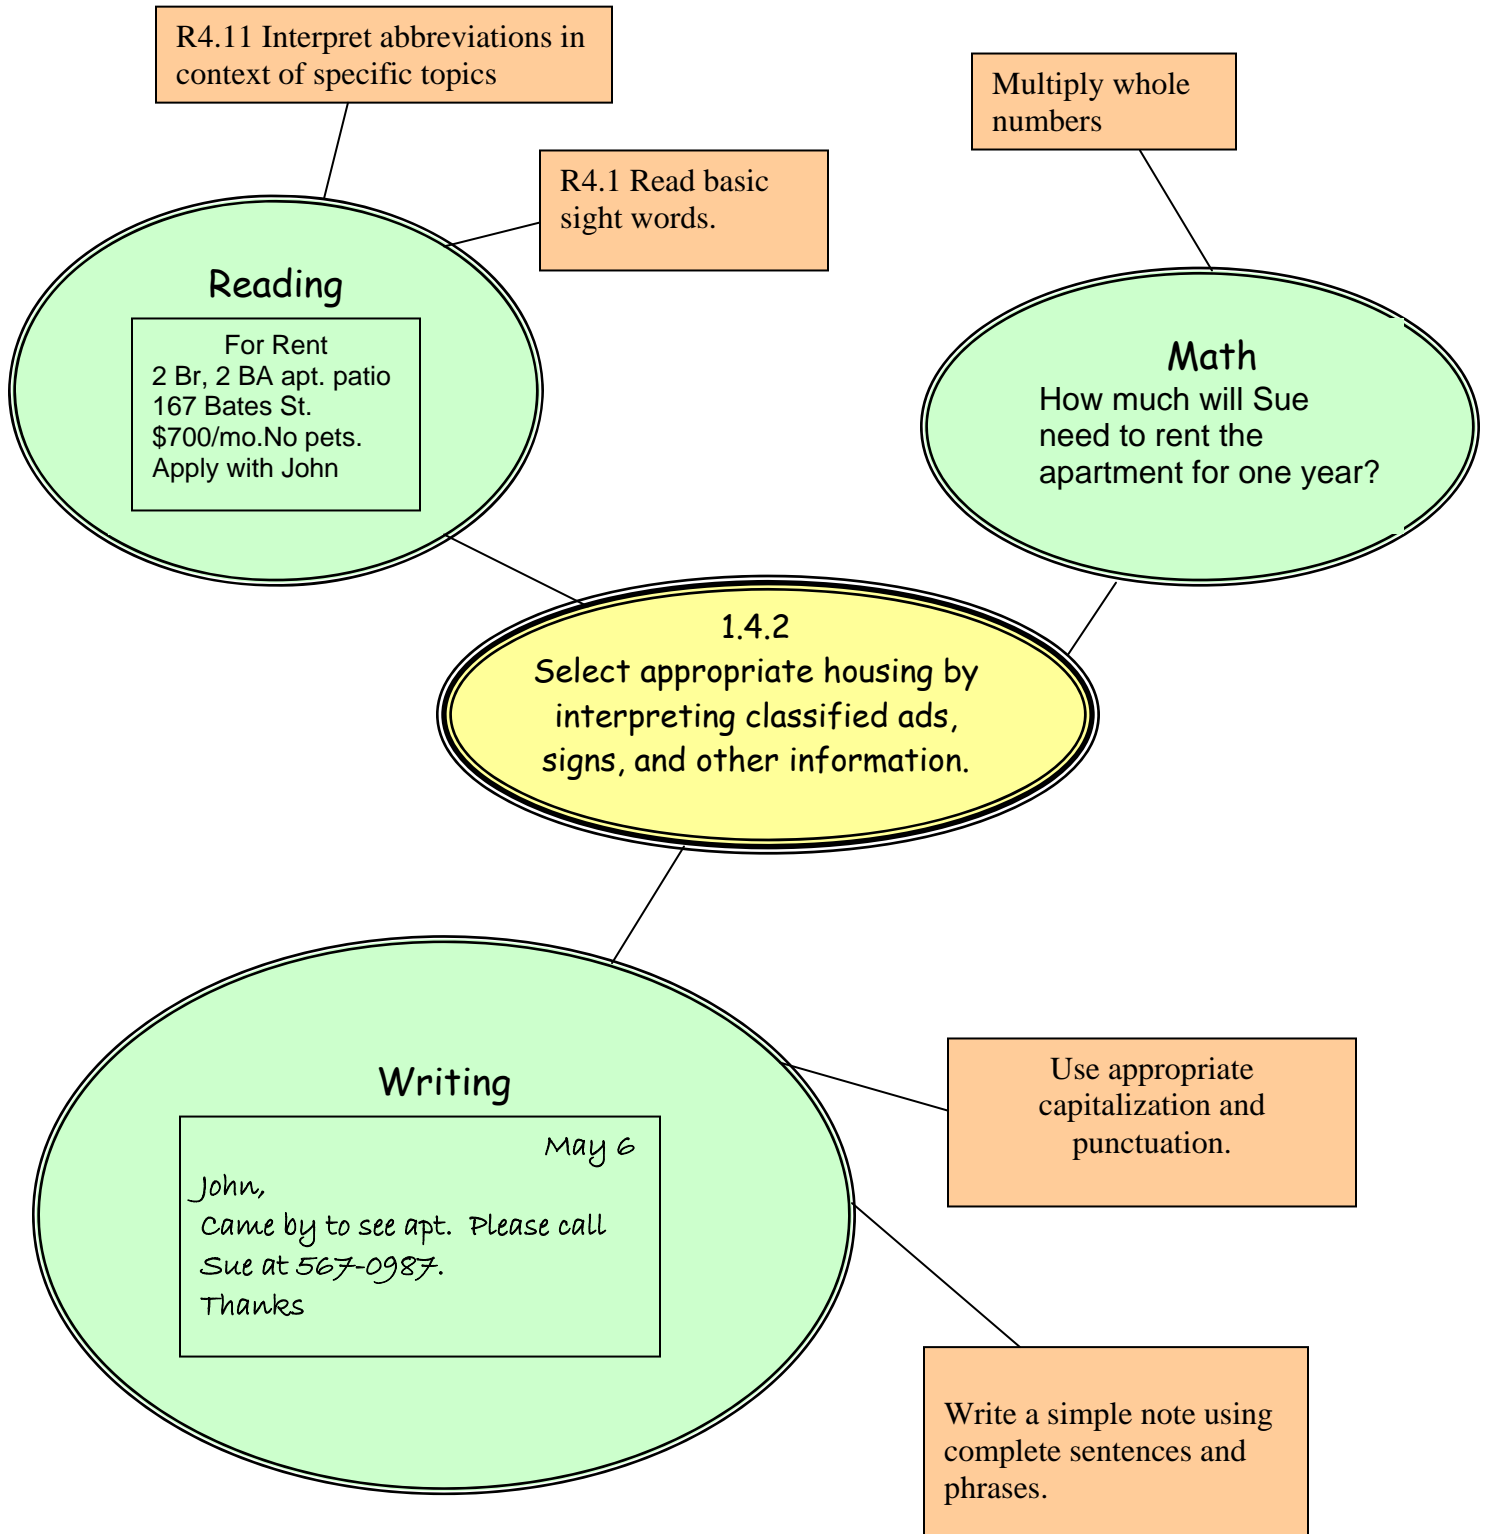 R4.11 Interpret abbreviations in
context of specific topics
Multiply whole
numbers
R4.1 Read basic
sight words.
Reading
For Rent
2 Br, 2 BA apt. patio
167 Bates St.
$700/mo.No pets.
Apply with John
Math
How much will Sue
need to rent the
apartment for one year?
1.4.2
Select appropriate housing by
interpreting classified ads,
signs, and other information.
Writing
May 6
John,
Came by to see apt.  Please call
Sue at 567-0987.
Thanks
Use appropriate
capitalization and
punctuation.
Write a simple note using
complete sentences and
phrases.